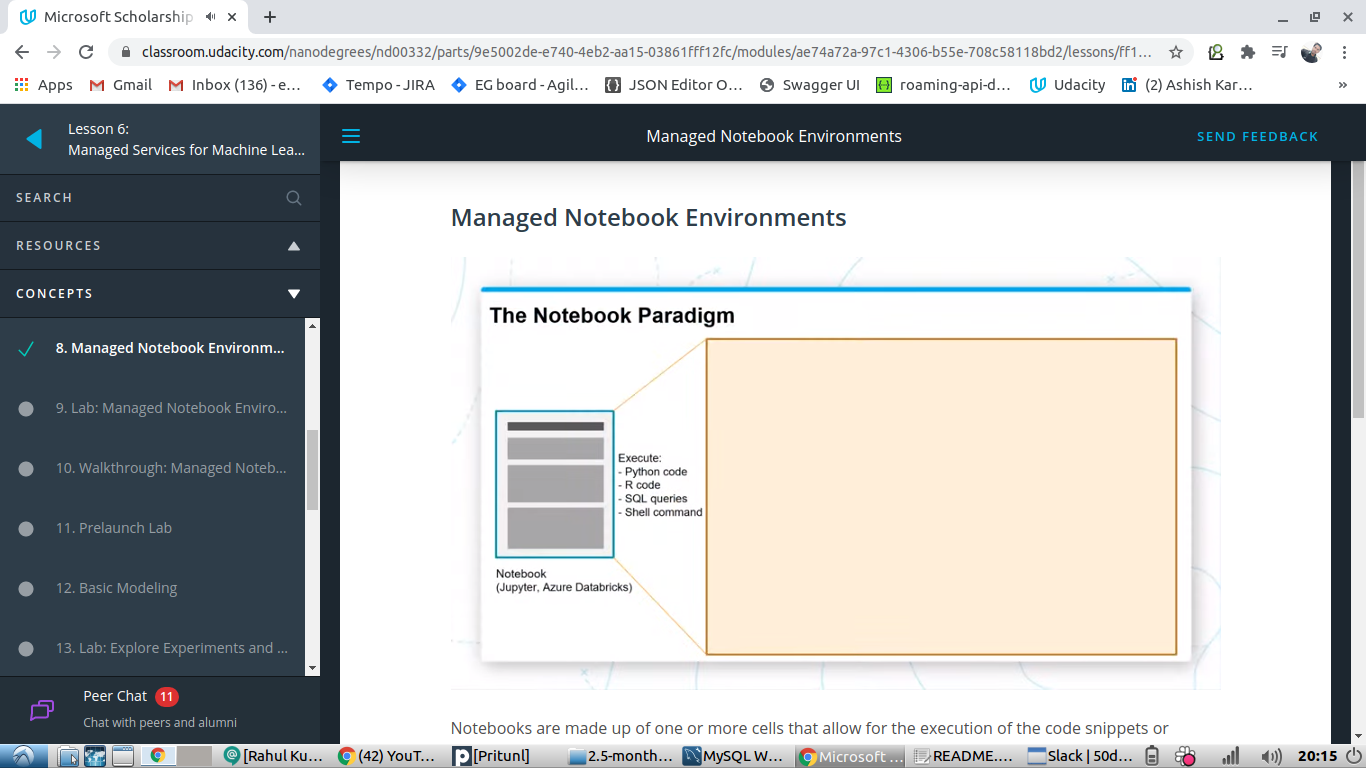 Microsoft Scholarship
classroom.udacity.com/nanodegrees/nd00332/parts/9e5002de-e740-4eb2-aa15-03861fff12fc/modules/ae74a72a-97c1-4306-b55e-708c58118bd2/lessons/ff1...
Apps
Gmail
Inbox (136) - e...
Tempo - JIRA
EG board - Agil...
JSON Editor O...
Swagger UI
roaming-api-d...
Udacity
(2) Ashish Kar...
»
Lesson 6:
Managed Services for Machine Lea...
Managed Notebook Environments
SEND FEEDBACK
SEARCH
RESOURCES
CONCEPTS
8. Managed Notebook Environm...
9. Lab: Managed Notebook Enviro...
10. Walkthrough: Managed Noteb...
11. Prelaunch Lab
12. Basic Modeling
13. Lab: Explore Experiments and ...
Peer Chat 11
Chat with peers and alumni
Managed Notebook Environments
The Notebook Paradigm
Execute:
- Python code
- R code
- SQL queries
- Shell command
Notebook
(Jupyter, Azure Databricks)
Notebooks are made up of one or more cells that allow for the execution of the code snippets or
[Rahul Ku...
(42) YouT...
[Pritunl]
2.5-month...
MySQL W...
Microsoft ...
README....
Slack | 50d...
20:15